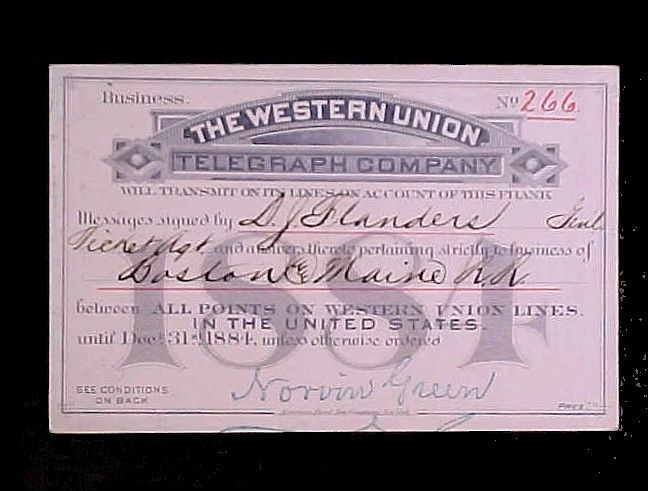 Business. No 266
THE WESTERN UNION
TELEGRAPH COMPANY
WILL TRANSMIT ON ITS LINES ON ACCOUNT OF THIS FRANK
Messages signed by D. J. Flanders Genl
Ticket Agt. and answers thereto pertaining strictly to business of
Boston & Maine R.R.
between ALL POINTS ON WESTERN UNION LINES.
IN THE UNITED STATES.
until Dec. 31st 1884, unless otherwise ordered
1884
Norvin Green
SEE CONDITIONS
ON BACK